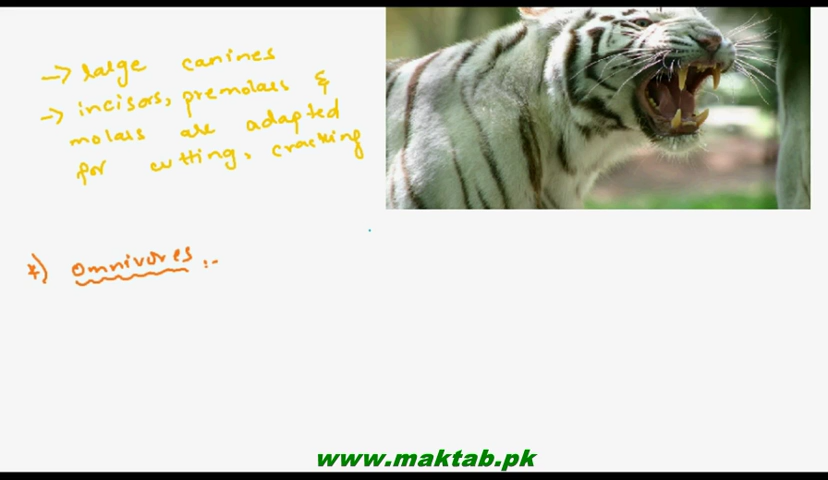 -> large canines
-> incisors, premolars &
molars are adapted
for cutting, cracking
*) omnivores :-
www.maktab.pk